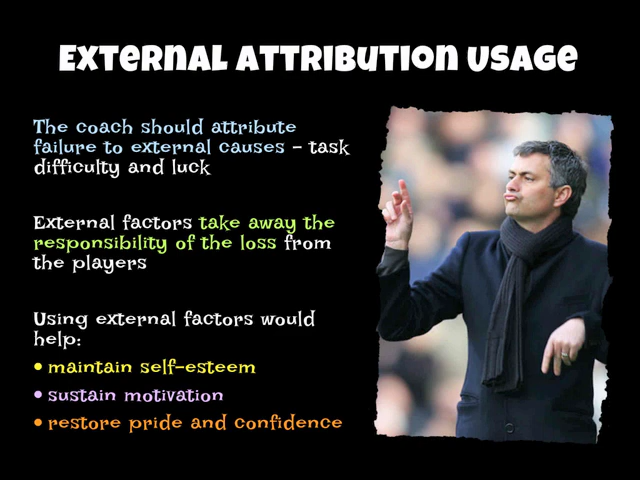 External Attribution Usage
The coach should attribute
failure to external causes - task
difficulty and luck
External factors take away the
responsibility of the loss from
the players
Using external factors would
help:
• maintain self-esteem
• sustain motivation
• restore pride and confidence